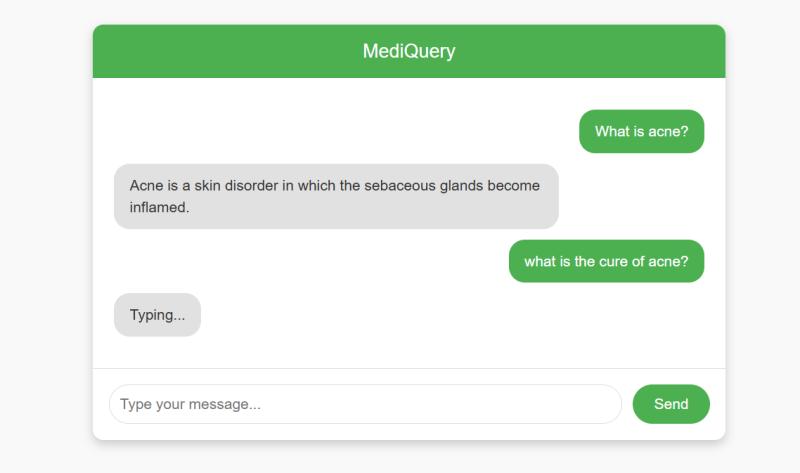 MediQuery
What is acne?
Acne is a skin disorder in which the sebaceous glands become
inflamed.
what is the cure of acne?
Typing...
Type your message...
Send